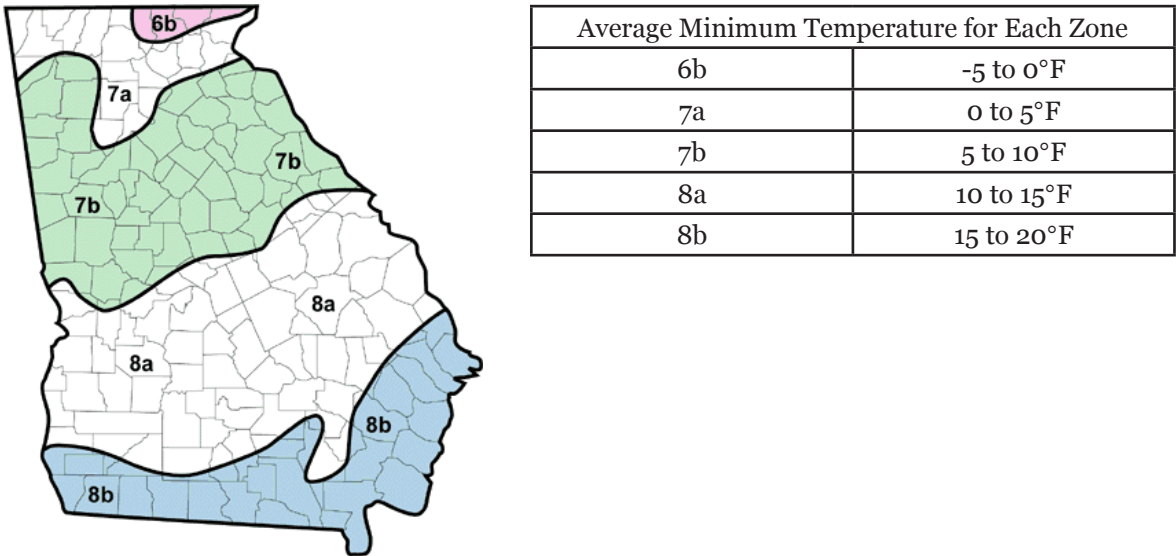 6b
7a
7b
7b
8a
8a
8b
8b
Average Minimum Temperature for Each Zone
6b -5 to 0°F
7a 0 to 5°F
7b 5 to 10°F
8a 10 to 15°F
8b 15 to 20°F